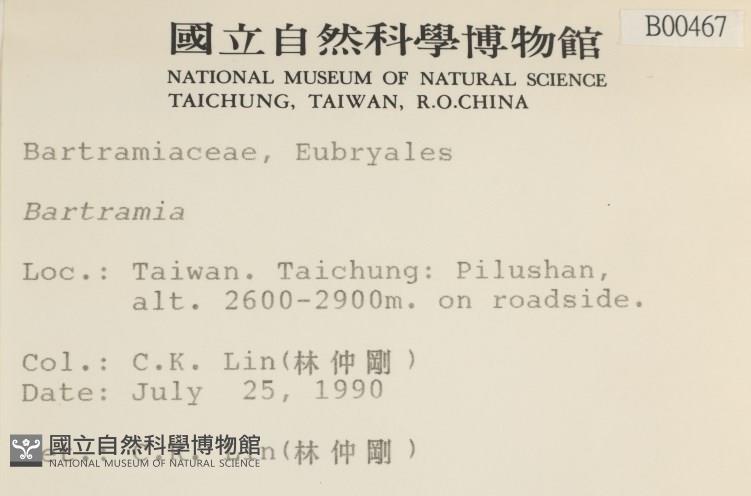 國立自然科學博物館
B00467
NATIONAL MUSEUM OF NATURAL SCIENCE
TAICHUNG, TAIWAN, R.O.CHINA
Bartramiaceae, Eubryales
Bartramia
Loc.: Taiwan. Taichung: Pilushan,
alt. 2600-2900m. on roadside.
Col.: C.K. Lin(林仲剛)
Date: July 25, 1990
國立自然科學博物館
NATIONAL MUSEUM OF NATURAL SCIENCE
C.K. Lin(林仲剛)